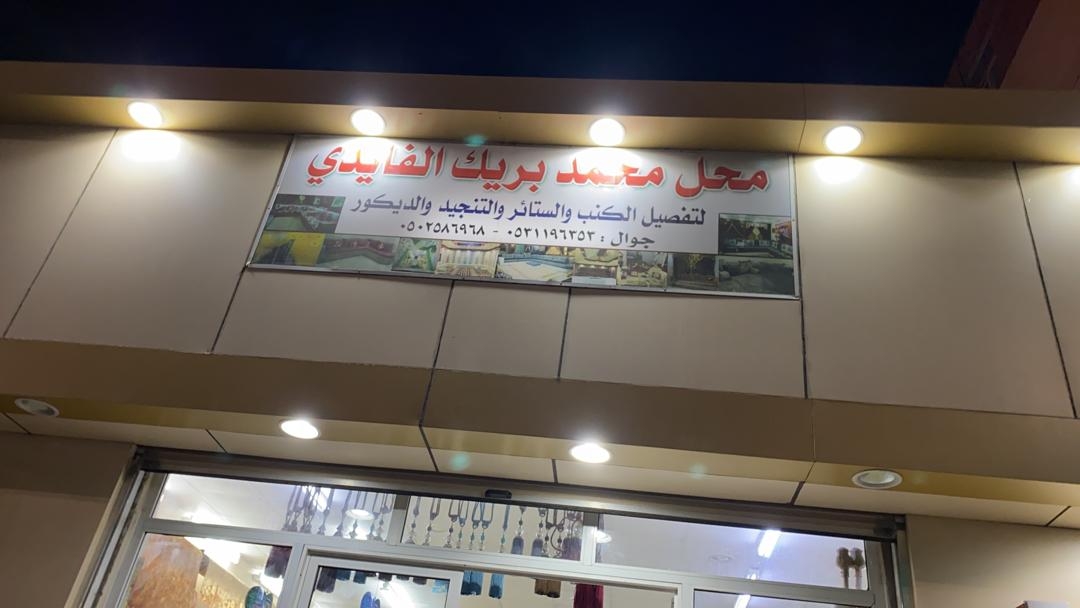 محل محمد بريك الفايدي
لتفصيل الكنب والستائر والتنجيد والديكور
جوال : ٠٥٣١١٩٦٣٥٣ - ٠٥٠٢٥٨٦٩٦٨